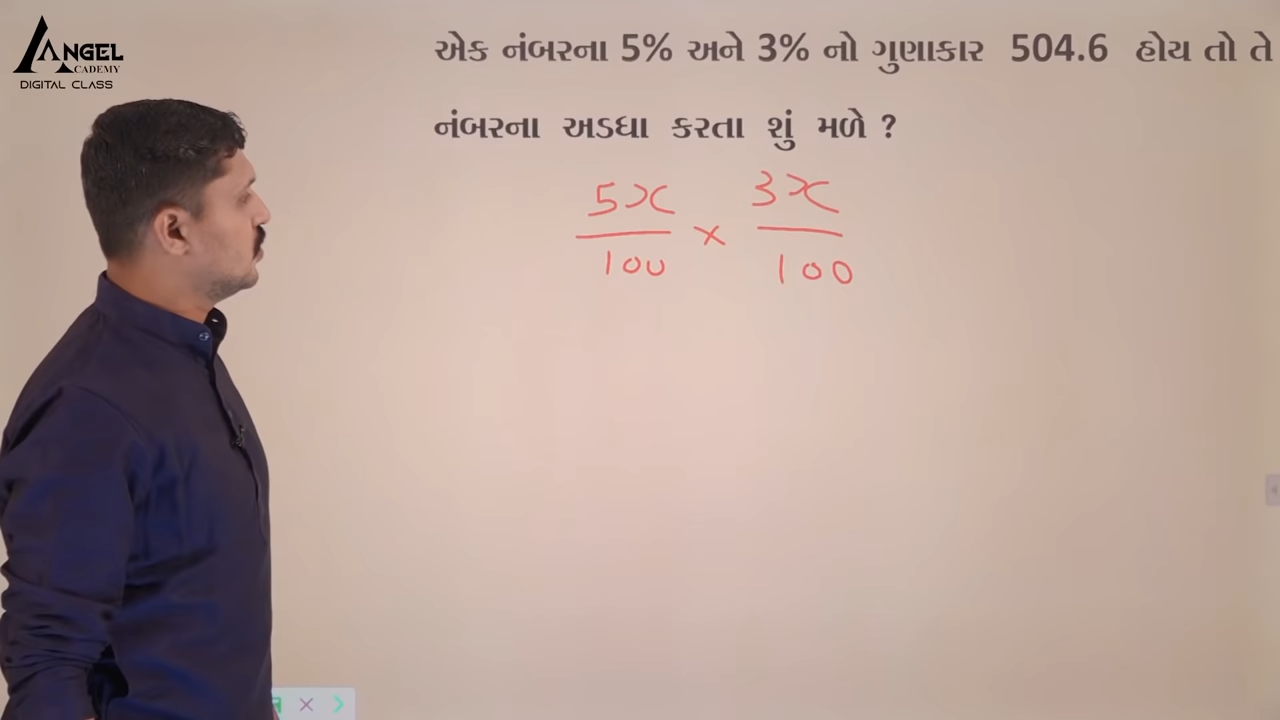 ANGEL
ACADEMY
DIGITAL CLASS
એક નંબરના 5% અને 3% નો ગુણાકાર 504.6 હોય તો તે
નંબરના અડધા કરતા શું મળે ?
5x/100 × 3x/100